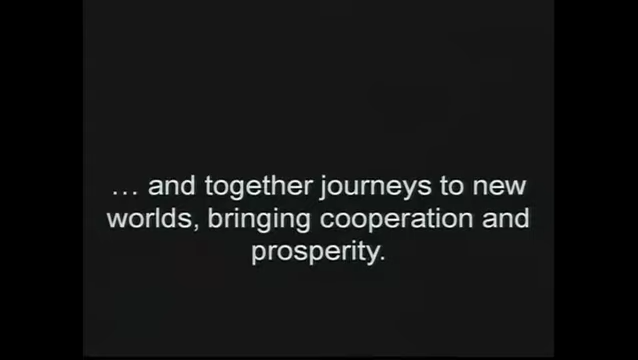 … and together journeys to new
worlds, bringing cooperation and
prosperity.